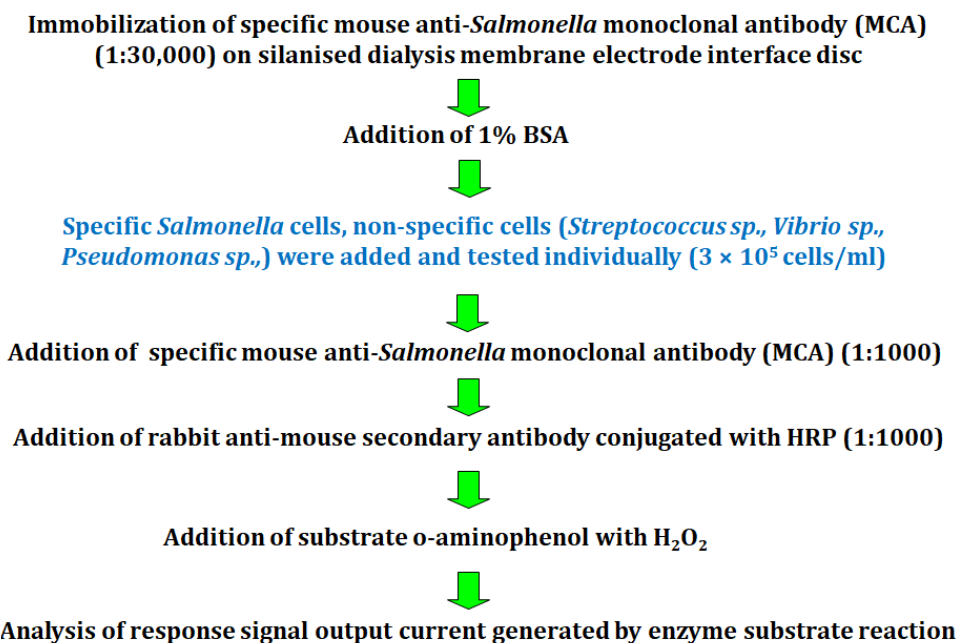 Immobilization of specific mouse anti-Salmonella monoclonal antibody (MCA)
(1:30,000) on silanised dialysis membrane electrode interface disc
Addition of 1% BSA
Specific Salmonella cells, non-specific cells (Streptococcus sp., Vibrio sp.,
Pseudomonas sp.,) were added and tested individually (3 × 10⁵ cells/ml)
Addition of specific mouse anti-Salmonella monoclonal antibody (MCA) (1:1000)
Addition of rabbit anti-mouse secondary antibody conjugated with HRP (1:1000)
Addition of substrate o-aminophenol with H₂O₂
Analysis of response signal output current generated by enzyme substrate reaction